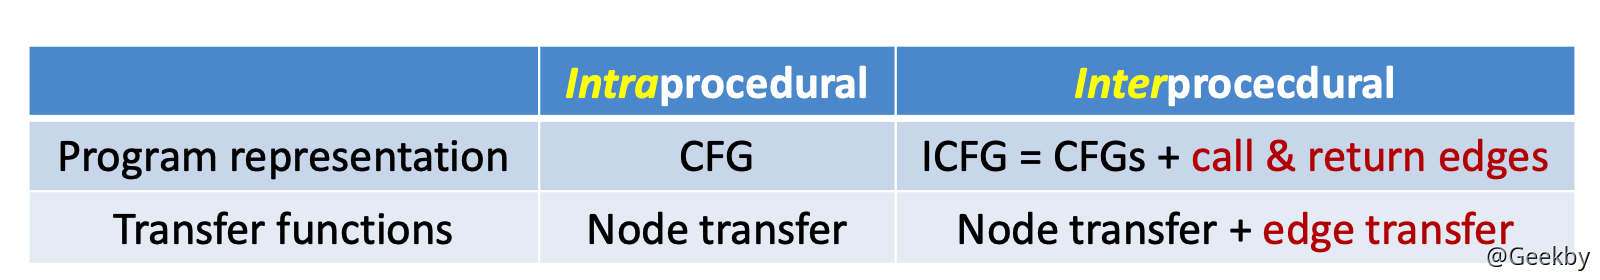 Intraprocedural Interprocecdural
Program representation CFG ICFG = CFGs + call & return edges
Transfer functions Node transfer Node transfer + edge transfer
@Geekby